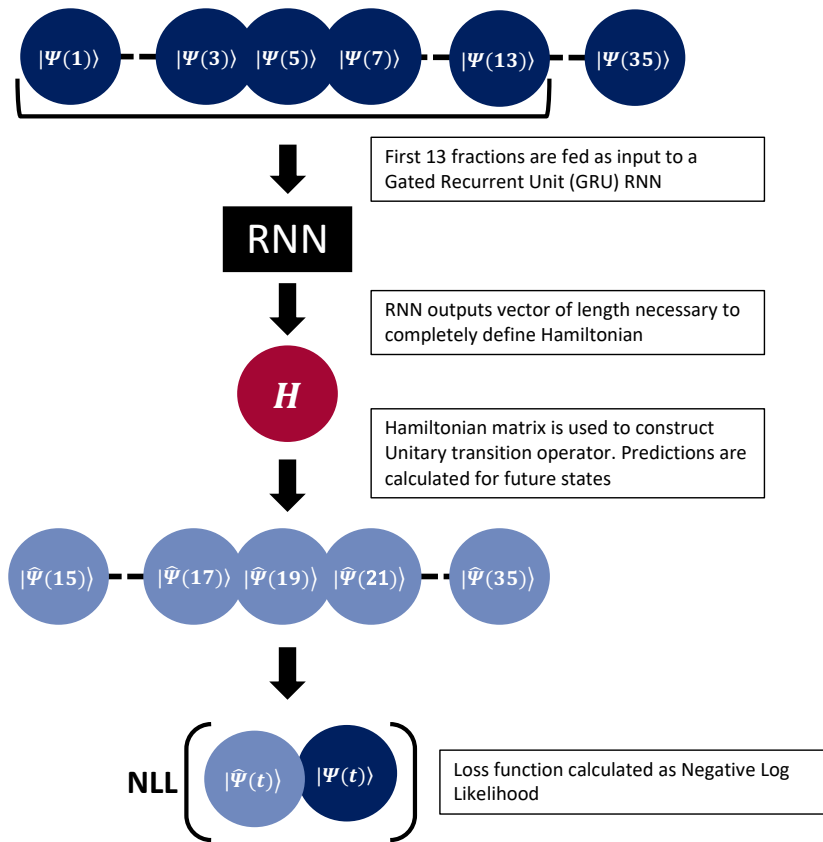 |Ψ(1)⟩ |Ψ(3)⟩ |Ψ(5)⟩ |Ψ(7)⟩ |Ψ(13)⟩ |Ψ(35)⟩
First 13 fractions are fed as input to a
Gated Recurrent Unit (GRU) RNN
RNN
RNN outputs vector of length necessary to
completely define Hamiltonian
H
Hamiltonian matrix is used to construct
Unitary transition operator. Predictions are
calculated for future states
|Ψ̂(15)⟩ |Ψ̂(17)⟩ |Ψ̂(19)⟩ |Ψ̂(21)⟩ |Ψ̂(35)⟩
NLL ( |Ψ̂(t)⟩ |Ψ(t)⟩ )
Loss function calculated as Negative Log
Likelihood